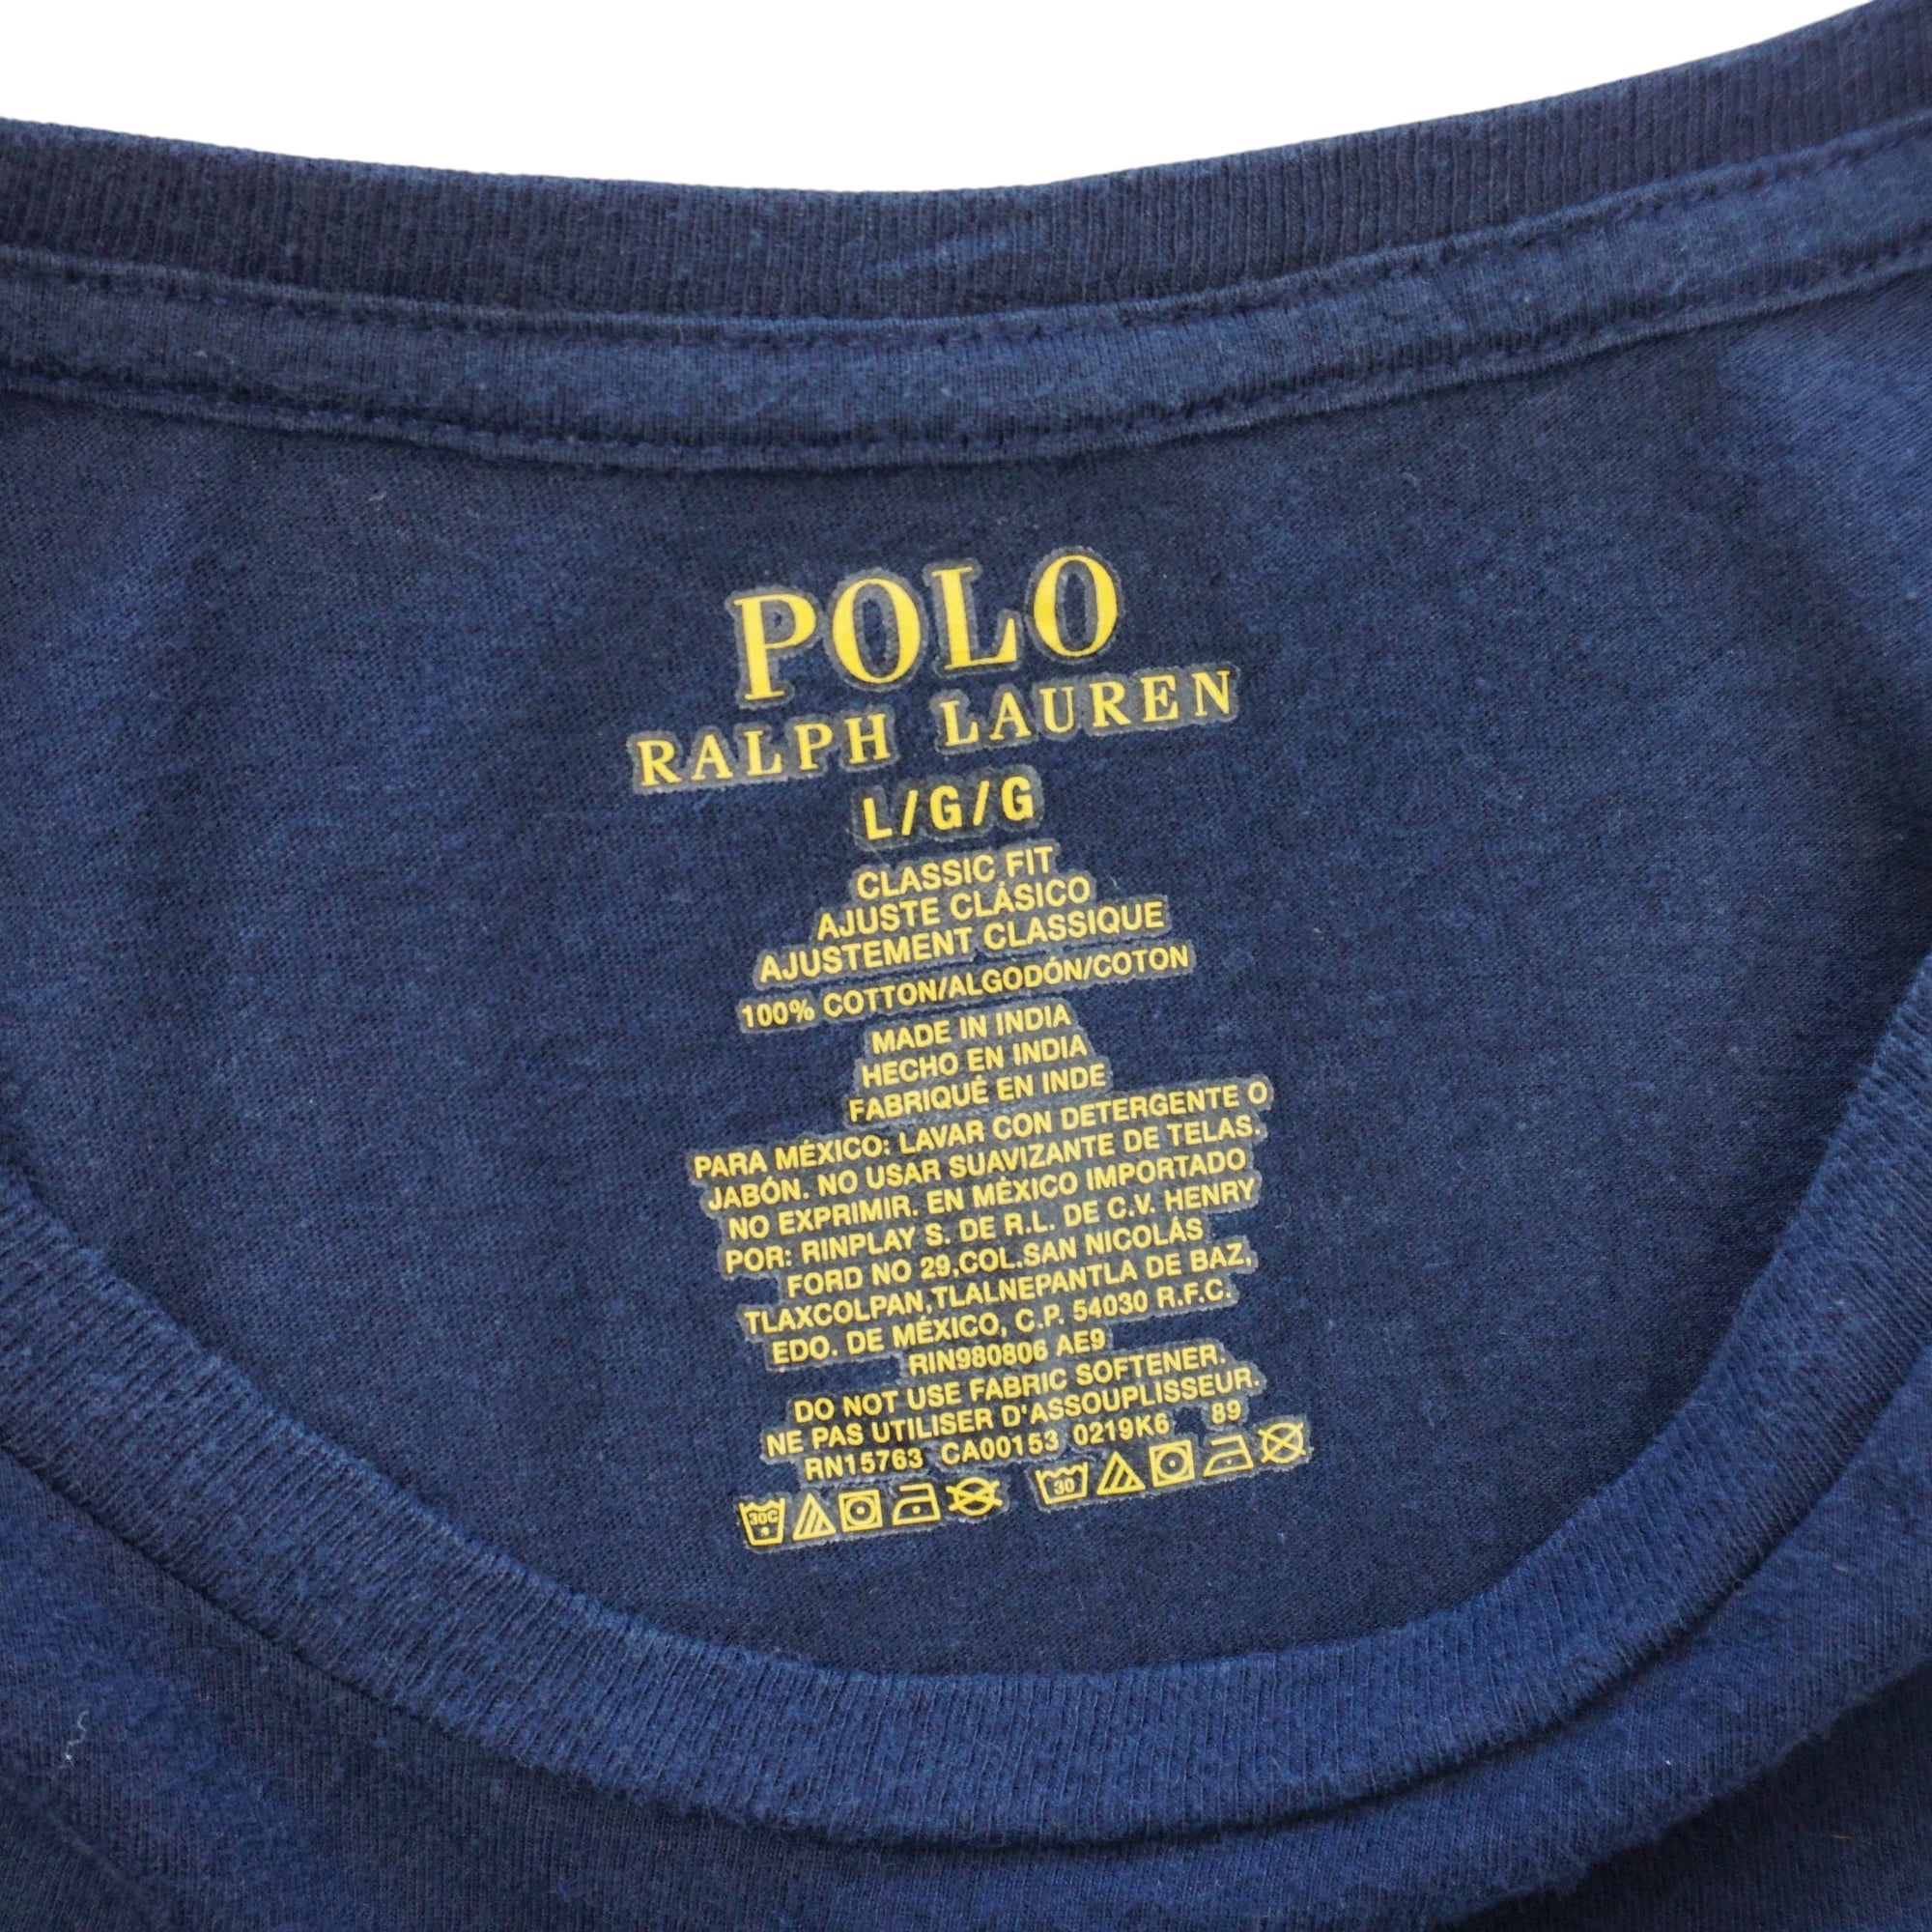 POLO
RALPH LAUREN
L/G/G
CLASSIC FIT
AJUSTE CLÁSICO
AJUSTEMENT CLASSIQUE
100% COTTON/ALGODÓN/COTON
MADE IN INDIA
HECHO EN INDIA
FABRIQUÉ EN INDE
PARA MÉXICO: LAVAR CON DETERGENTE O
JABÓN. NO USAR SUAVIZANTE DE TELAS.
NO EXPRIMIR. EN MÉXICO IMPORTADO
POR: RINPLAY S. DE R.L. DE C.V. HENRY
FORD NO 29,COL.SAN NICOLÁS
TLAXCOLPAN,TLALNEPANTLA DE BAZ,
EDO. DE MÉXICO, C.P. 54030 R.F.C.
RIN980806 AE9
DO NOT USE FABRIC SOFTENER.
NE PAS UTILISER D'ASSOUPLISSEUR.
RN15763 CA00153 0219K6 89
30C 30